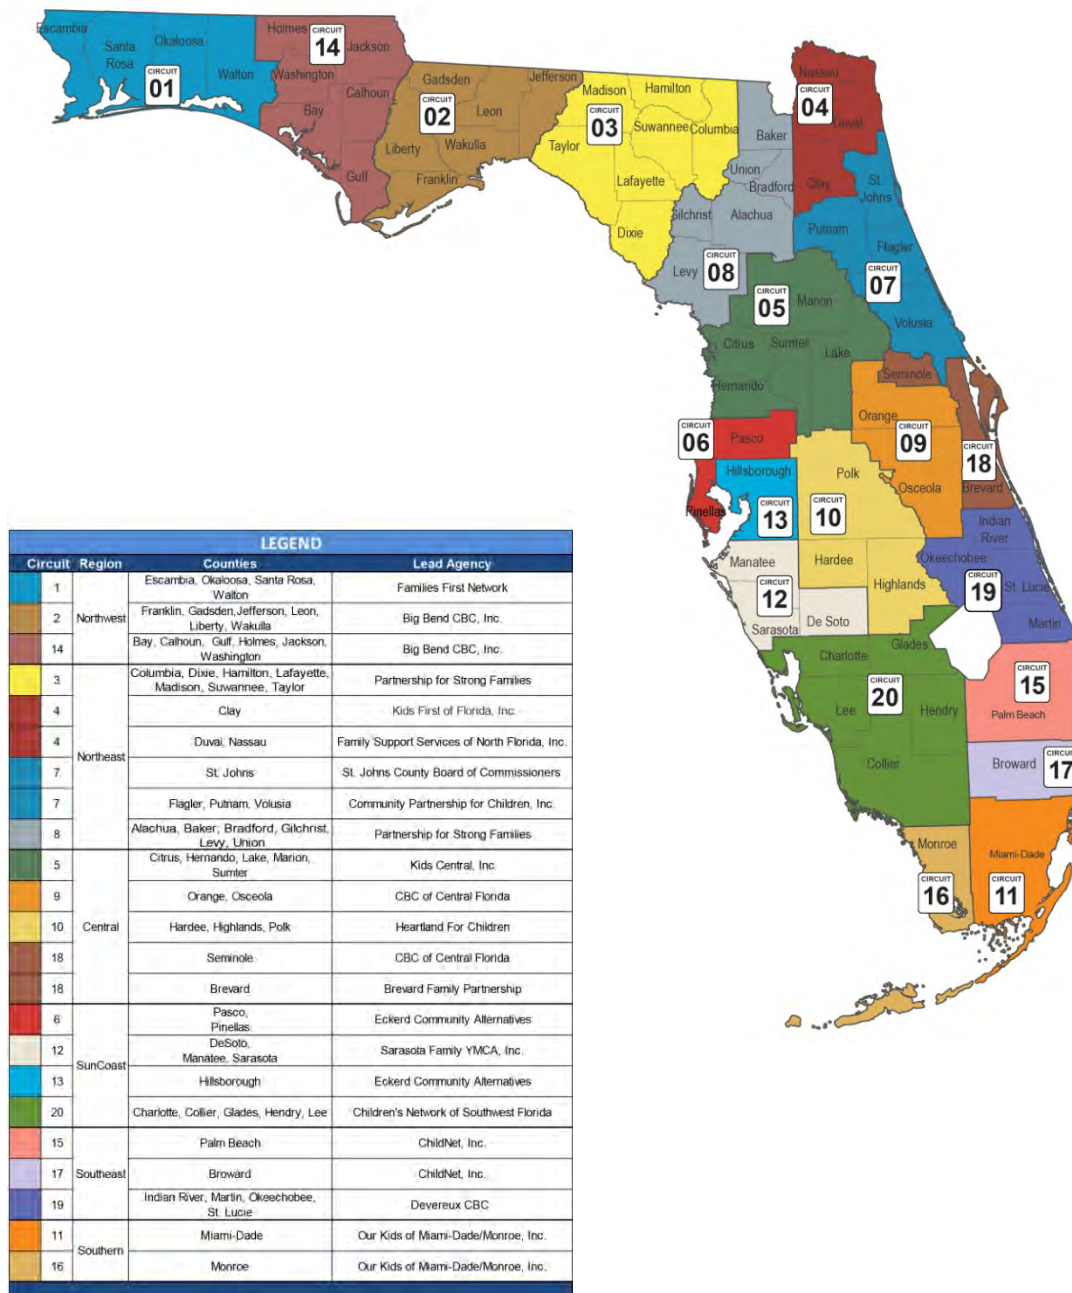 Escambia
Santa
Rosa
Okaloosa
Walton
CIRCUIT
01
Holmes
CIRCUIT
14
Jackson
Washington
Calhoun
Bay
Gulf
Gadsden
Jefferson
CIRCUIT
02
Leon
Liberty
Wakulla
Franklin
Madison
Hamilton
CIRCUIT
03
Suwannee
Columbia
Taylor
Lafayette
Dixie
Nassau
CIRCUIT
04
Duval
Clay
Baker
Union
Bradford
Gilchrist
Alachua
Levy
CIRCUIT
08
St.
Johns
Putnam
Flagler
CIRCUIT
07
Volusia
CIRCUIT
05
Marion
Citrus
Sumter
Lake
Hernando
Seminole
Orange
CIRCUIT
09
Osceola
CIRCUIT
18
Brevard
CIRCUIT
06
Pasco
Pinellas
Hillsborough
CIRCUIT
13
Polk
CIRCUIT
10
Hardee
Highlands
Manatee
CIRCUIT
12
Sarasota
De Soto
Indian
River
Okeechobee
CIRCUIT
19
St. Lucie
Martin
Charlotte
Glades
CIRCUIT
20
Lee
Hendry
Collier
CIRCUIT
15
Palm Beach
Broward
CIRCUIT
17
Monroe
CIRCUIT
16
Miami-Dade
CIRCUIT
11
LEGEND
Circuit Region Counties Lead Agency
1 Escambia, Okaloosa, Santa Rosa, Walton Families First Network
Northwest
2 Franklin, Gadsden,Jefferson, Leon, Liberty, Wakulla Big Bend CBC, Inc.
14 Bay, Calhoun, Gulf, Holmes, Jackson, Washington Big Bend CBC, Inc.
3 Columbia, Dixie, Hamilton, Lafayette, Madison, Suwannee, Taylor Partnership for Strong Families
4 Clay Kids First of Florida, Inc.
4 Duval, Nassau Family Support Services of North Florida, Inc.
Northeast
7 St. Johns St. Johns County Board of Commissioners
7 Flagler, Putnam, Volusia Community Partnership for Children, Inc.
8 Alachua, Baker, Bradford, Gilchrist, Levy, Union Partnership for Strong Families
5 Citrus, Hernando, Lake, Marion, Sumter Kids Central, Inc.
9 Orange, Osceola CBC of Central Florida
10 Central Hardee, Highlands, Polk Heartland For Children
18 Seminole CBC of Central Florida
18 Brevard Brevard Family Partnership
6 Pasco, Pinellas Eckerd Community Alternatives
12 DeSoto, Manatee, Sarasota Sarasota Family YMCA, Inc.
SunCoast
13 Hillsborough Eckerd Community Alternatives
20 Charlotte, Collier, Glades, Hendry, Lee Children's Network of Southwest Florida
15 Palm Beach ChildNet, Inc.
17 Southeast Broward ChildNet, Inc.
19 Indian River, Martin, Okeechobee, St. Lucie Devereux CBC
11 Miami-Dade Our Kids of Miami-Dade/Monroe, Inc.
Southern
16 Monroe Our Kids of Miami-Dade/Monroe, Inc.